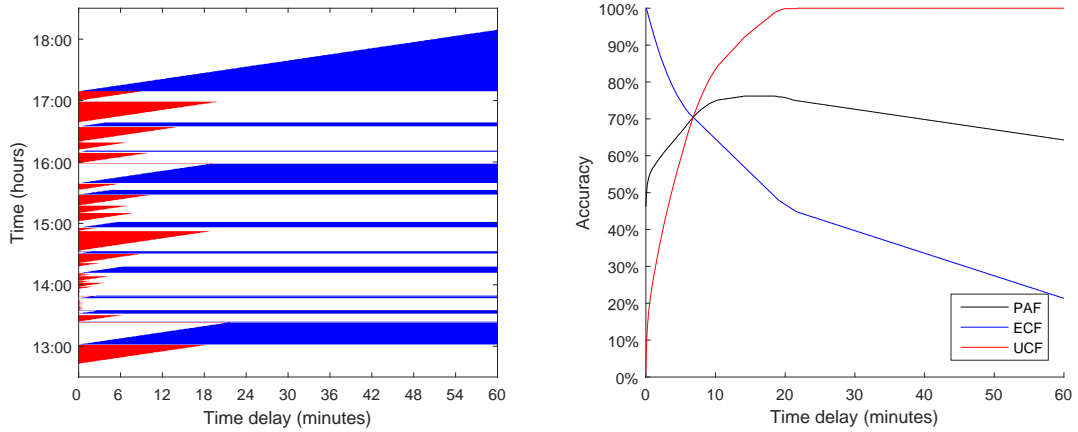 18:00
17:00
16:00
15:00
14:00
13:00
Time (hours)
0 6 12 18 24 30 36 42 48 54 60
Time delay (minutes)
100%
90%
80%
70%
60%
50%
40%
30%
20%
10%
0%
Accuracy
0 10 20 30 40 50 60
Time delay (minutes)
PAF
ECF
UCF